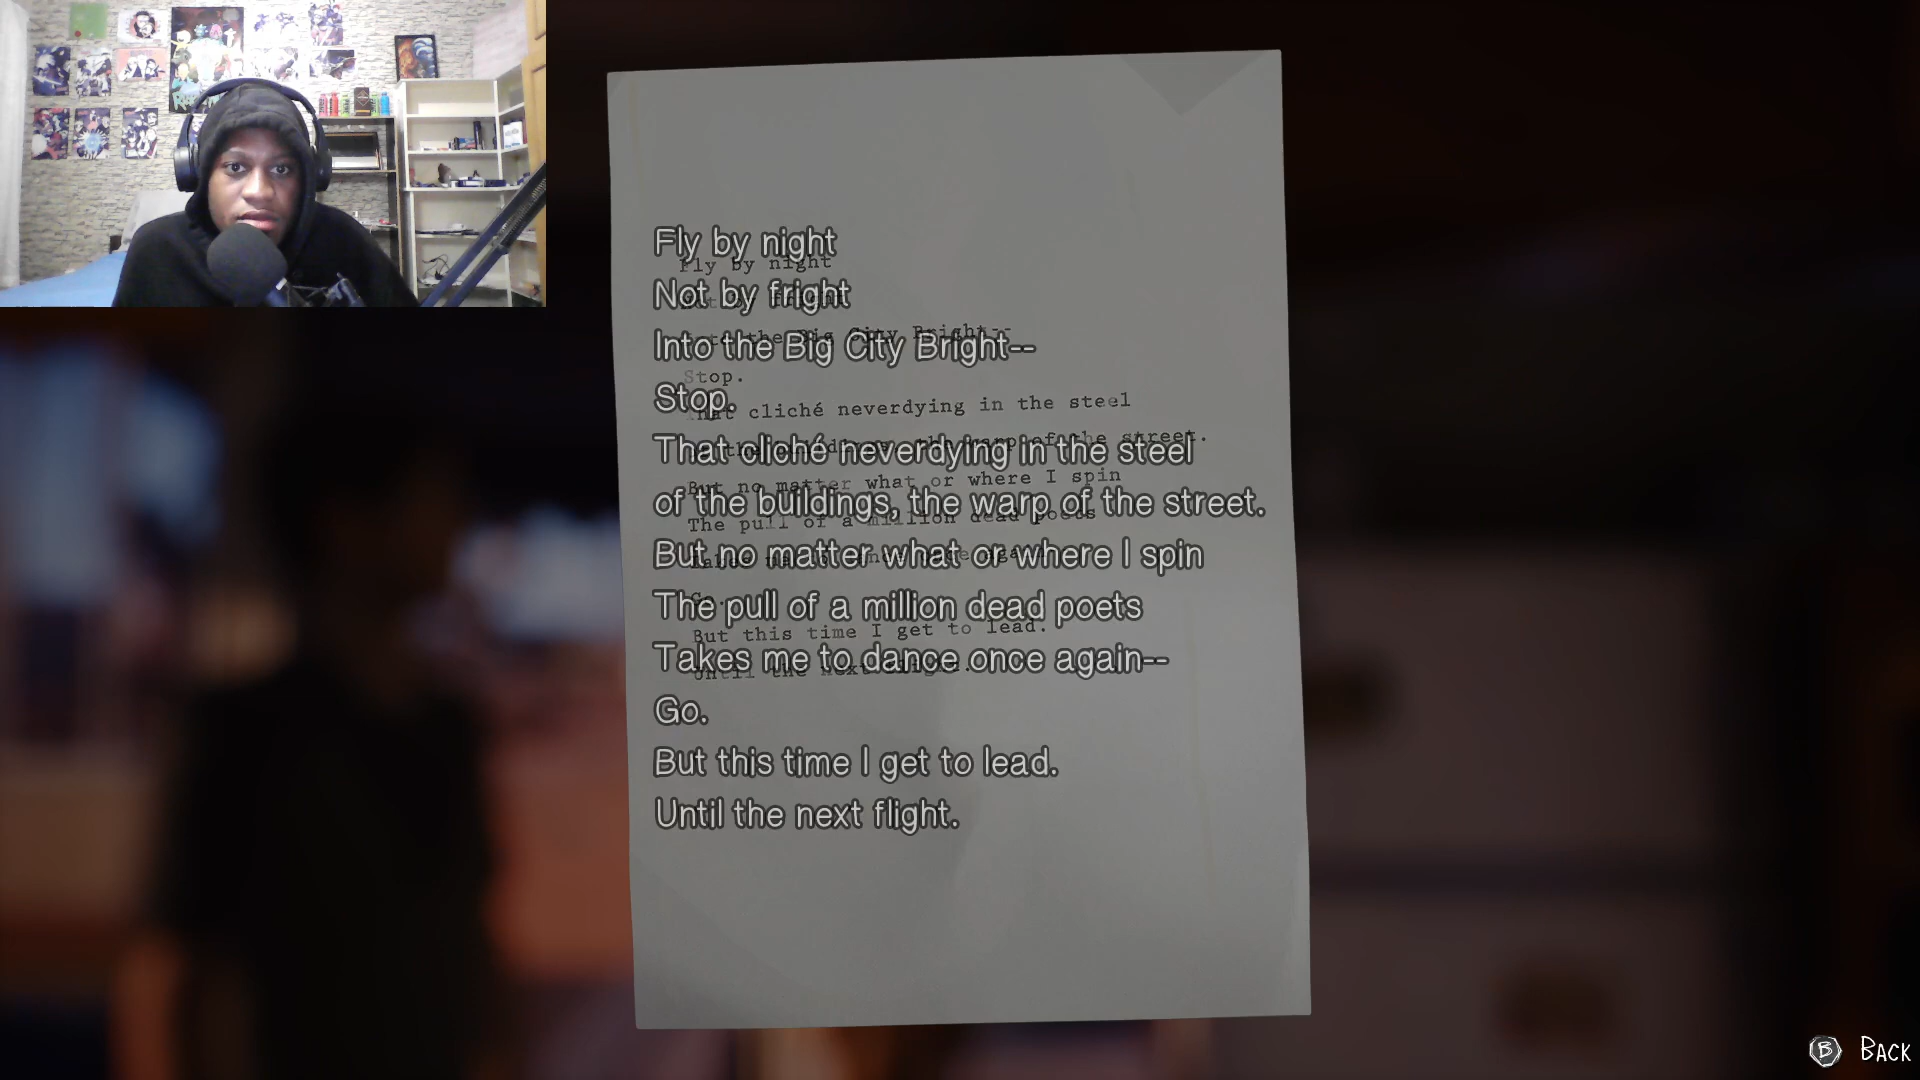 Fly by night
Not by fright
Into the Big City Bright--
Stop.
That cliché neverdying in the steel
of the buildings, the warp of the street.
But no matter what or where I spin
The pull of a million dead poets
Takes me to dance once again--
Go.
But this time I get to lead.
Until the next flight.
B BACK